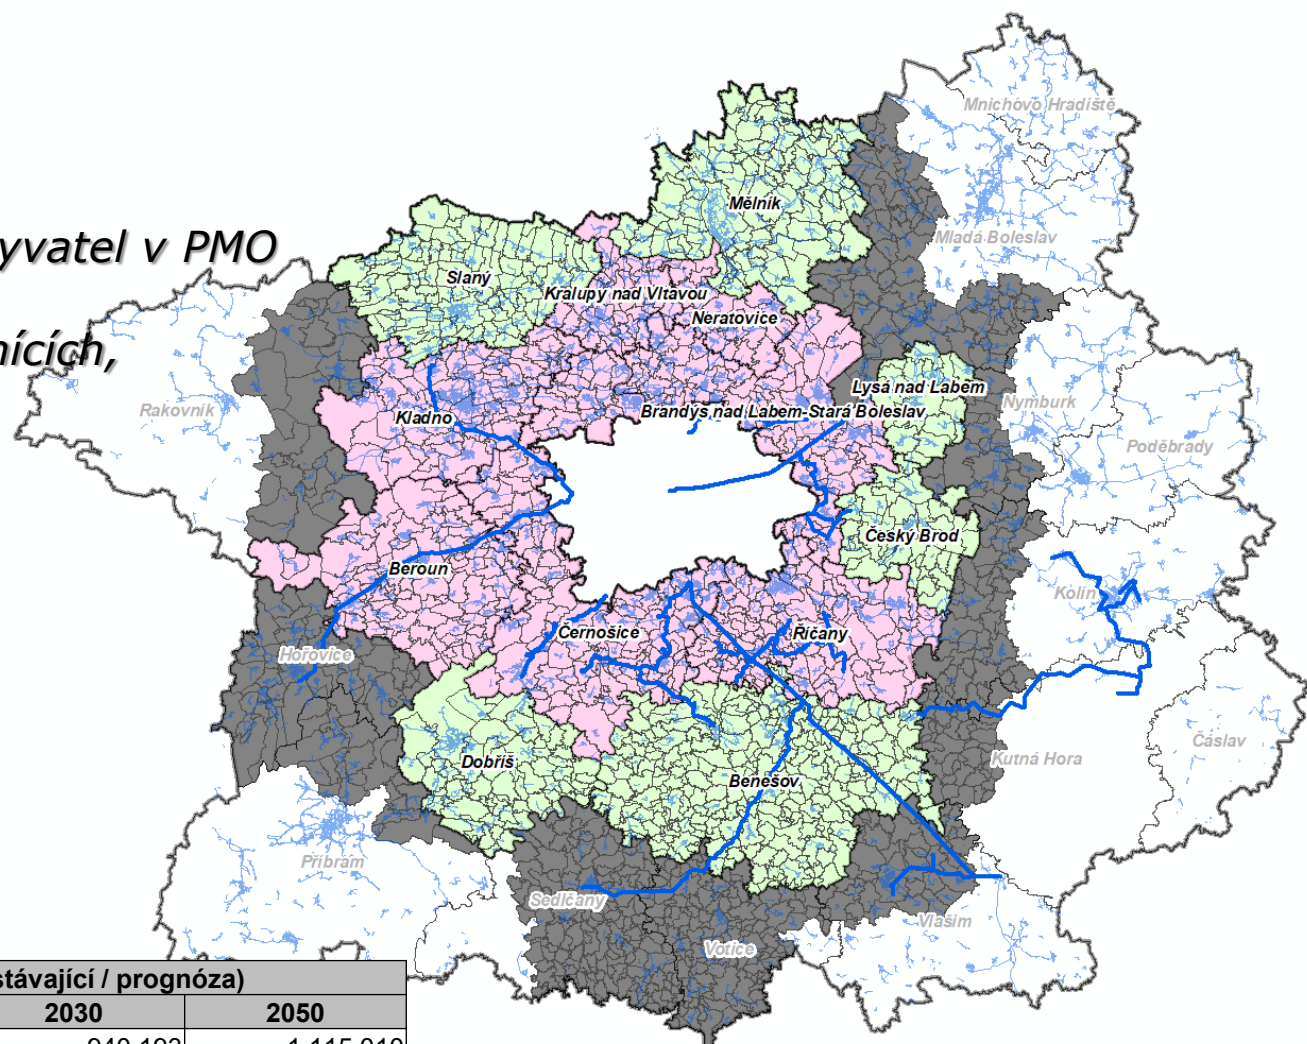 Mnichovo Hradiště
Mělník
yvatel v PMO
Mladá Boleslav
Slaný
Kralupy nad Vltavou
Neratovice
nících,
Lysá nad Labem
Rakovník
Kladno
Brandýs nad Labem-Stará Boleslav
Nymburk
Poděbrady
Český Brod
Beroun
Kolín
Černošice
Říčany
Hořovice
Čáslav
Dobříš
Benešov
Kutná Hora
Příbram
Sedlčany
Vlašim
Votice
stávající / prognóza)
2030 2050